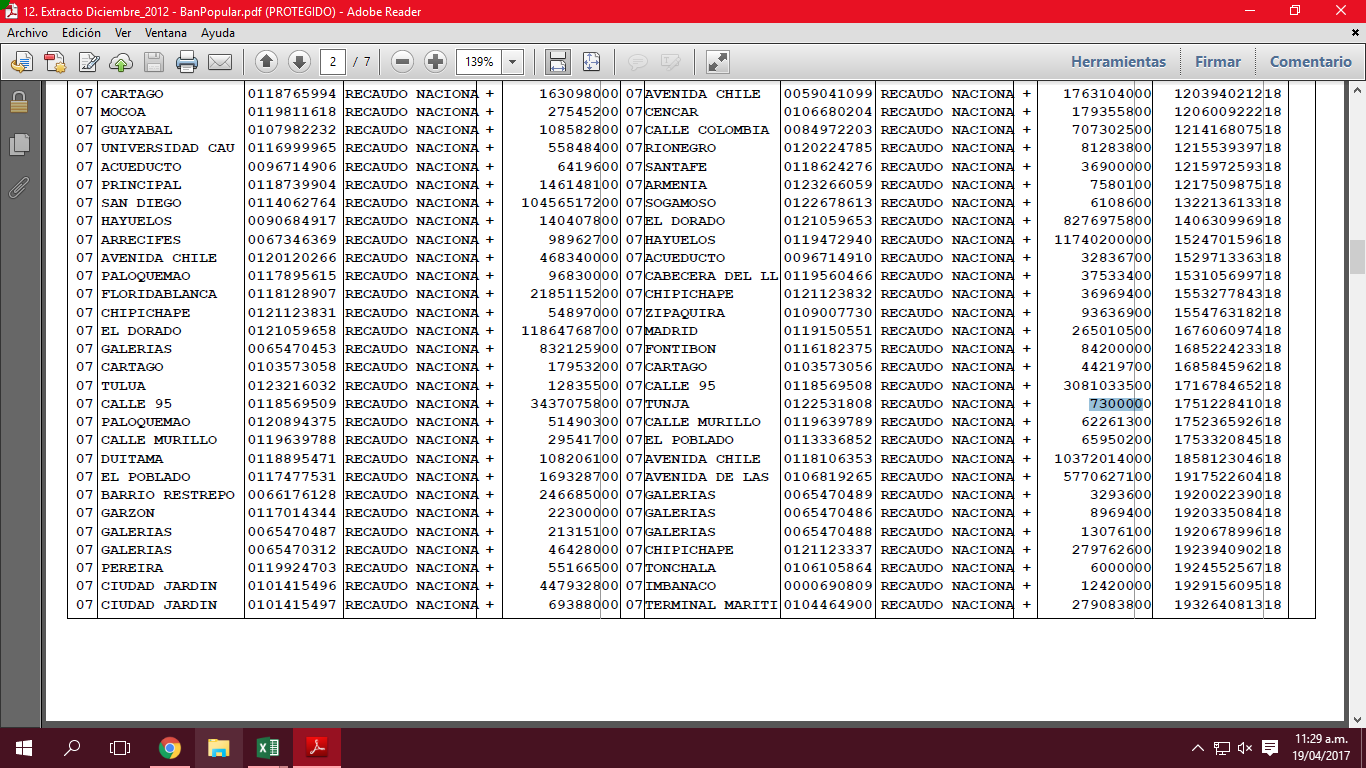 12. Extracto Diciembre_2012 - BanPopular.pdf (PROTEGIDO) - Adobe Reader
Archivo Edición Ver Ventana Ayuda
2 / 7 139% Herramientas Firmar Comentario
07 CARTAGO 0118765994 RECAUDO NACIONA + 163098000 07 AVENIDA CHILE 0059041099 RECAUDO NACIONA + 1763104000 1203940212 18
07 MOCOA 0119811618 RECAUDO NACIONA + 27545200 07 CENCAR 0106680204 RECAUDO NACIONA + 179355800 1206009222 18
07 GUAYABAL 0107982232 RECAUDO NACIONA + 108582800 07 CALLE COLOMBIA 0084972203 RECAUDO NACIONA + 707302500 1214168075 18
07 UNIVERSIDAD CAU 0116999965 RECAUDO NACIONA + 55848400 07 RIONEGRO 0120224785 RECAUDO NACIONA + 81283800 1215539397 18
07 ACUEDUCTO 0096714906 RECAUDO NACIONA + 6419600 07 SANTAFE 0118624276 RECAUDO NACIONA + 36900000 1215972593 18
07 PRINCIPAL 0118739904 RECAUDO NACIONA + 146148100 07 ARMENIA 0123266059 RECAUDO NACIONA + 7580100 1217509875 18
07 SAN DIEGO 0114062764 RECAUDO NACIONA + 10456517200 07 SOGAMOSO 0122678613 RECAUDO NACIONA + 6108600 1322136133 18
07 HAYUELOS 0090684917 RECAUDO NACIONA + 140407800 07 EL DORADO 0121059653 RECAUDO NACIONA + 8276975800 1406309969 18
07 ARRECIFES 0067346369 RECAUDO NACIONA + 98962700 07 HAYUELOS 0119472940 RECAUDO NACIONA + 11740200000 1524701596 18
07 AVENIDA CHILE 0120120266 RECAUDO NACIONA + 468340000 07 ACUEDUCTO 0096714910 RECAUDO NACIONA + 32836700 1529713363 18
07 PALOQUEMAO 0117895615 RECAUDO NACIONA + 96830000 07 CABECERA DEL LL 0119560466 RECAUDO NACIONA + 37533400 1531056997 18
07 FLORIDABLANCA 0118128907 RECAUDO NACIONA + 2185115200 07 CHIPICHAPE 0121123832 RECAUDO NACIONA + 36969400 1553277843 18
07 CHIPICHAPE 0121123831 RECAUDO NACIONA + 54897000 07 ZIPAQUIRA 0109007730 RECAUDO NACIONA + 93636900 1554763182 18
07 EL DORADO 0121059658 RECAUDO NACIONA + 11864768700 07 MADRID 0119150551 RECAUDO NACIONA + 265010500 1676060974 18
07 GALERIAS 0065470453 RECAUDO NACIONA + 832125900 07 FONTIBON 0116182375 RECAUDO NACIONA + 84200000 1685224233 18
07 CARTAGO 0103573058 RECAUDO NACIONA + 17953200 07 CARTAGO 0103573056 RECAUDO NACIONA + 44219700 1685845962 18
07 TULUA 0123216032 RECAUDO NACIONA + 12835500 07 CALLE 95 0118569508 RECAUDO NACIONA + 3081033500 1716784652 18
07 CALLE 95 0118569509 RECAUDO NACIONA + 3437075800 07 TUNJA 0122531808 RECAUDO NACIONA + 73000000 1751228410 18
07 PALOQUEMAO 0120894375 RECAUDO NACIONA + 51490300 07 CALLE MURILLO 0119639789 RECAUDO NACIONA + 62261300 1752365926 18
07 CALLE MURILLO 0119639788 RECAUDO NACIONA + 29541700 07 EL POBLADO 0113336852 RECAUDO NACIONA + 65950200 1753320845 18
07 DUITAMA 0118895471 RECAUDO NACIONA + 108206100 07 AVENIDA CHILE 0118106353 RECAUDO NACIONA + 10372014000 1858123046 18
07 EL POBLADO 0117477531 RECAUDO NACIONA + 169328700 07 AVENIDA DE LAS 0106819265 RECAUDO NACIONA + 5770627100 1917522604 18
07 BARRIO RESTREPO 0066176128 RECAUDO NACIONA + 246685000 07 GALERIAS 0065470489 RECAUDO NACIONA + 3293600 1920022390 18
07 GARZON 0117014344 RECAUDO NACIONA + 22300000 07 GALERIAS 0065470486 RECAUDO NACIONA + 8969400 1920335084 18
07 GALERIAS 0065470487 RECAUDO NACIONA + 21315100 07 GALERIAS 0065470488 RECAUDO NACIONA + 13076100 1920678996 18
07 GALERIAS 0065470312 RECAUDO NACIONA + 46428000 07 CHIPICHAPE 0121123337 RECAUDO NACIONA + 279762600 1923940902 18
07 PEREIRA 0119924703 RECAUDO NACIONA + 55166500 07 TONCHALA 0106105864 RECAUDO NACIONA + 6000000 1924552567 18
07 CIUDAD JARDIN 0101415496 RECAUDO NACIONA + 447932800 07 IMBANACO 0000690809 RECAUDO NACIONA + 12420000 1929156095 18
07 CIUDAD JARDIN 0101415497 RECAUDO NACIONA + 69388000 07 TERMINAL MARITI 0104464900 RECAUDO NACIONA + 279083800 1932640813 18
11:29 a.m.
19/04/2017